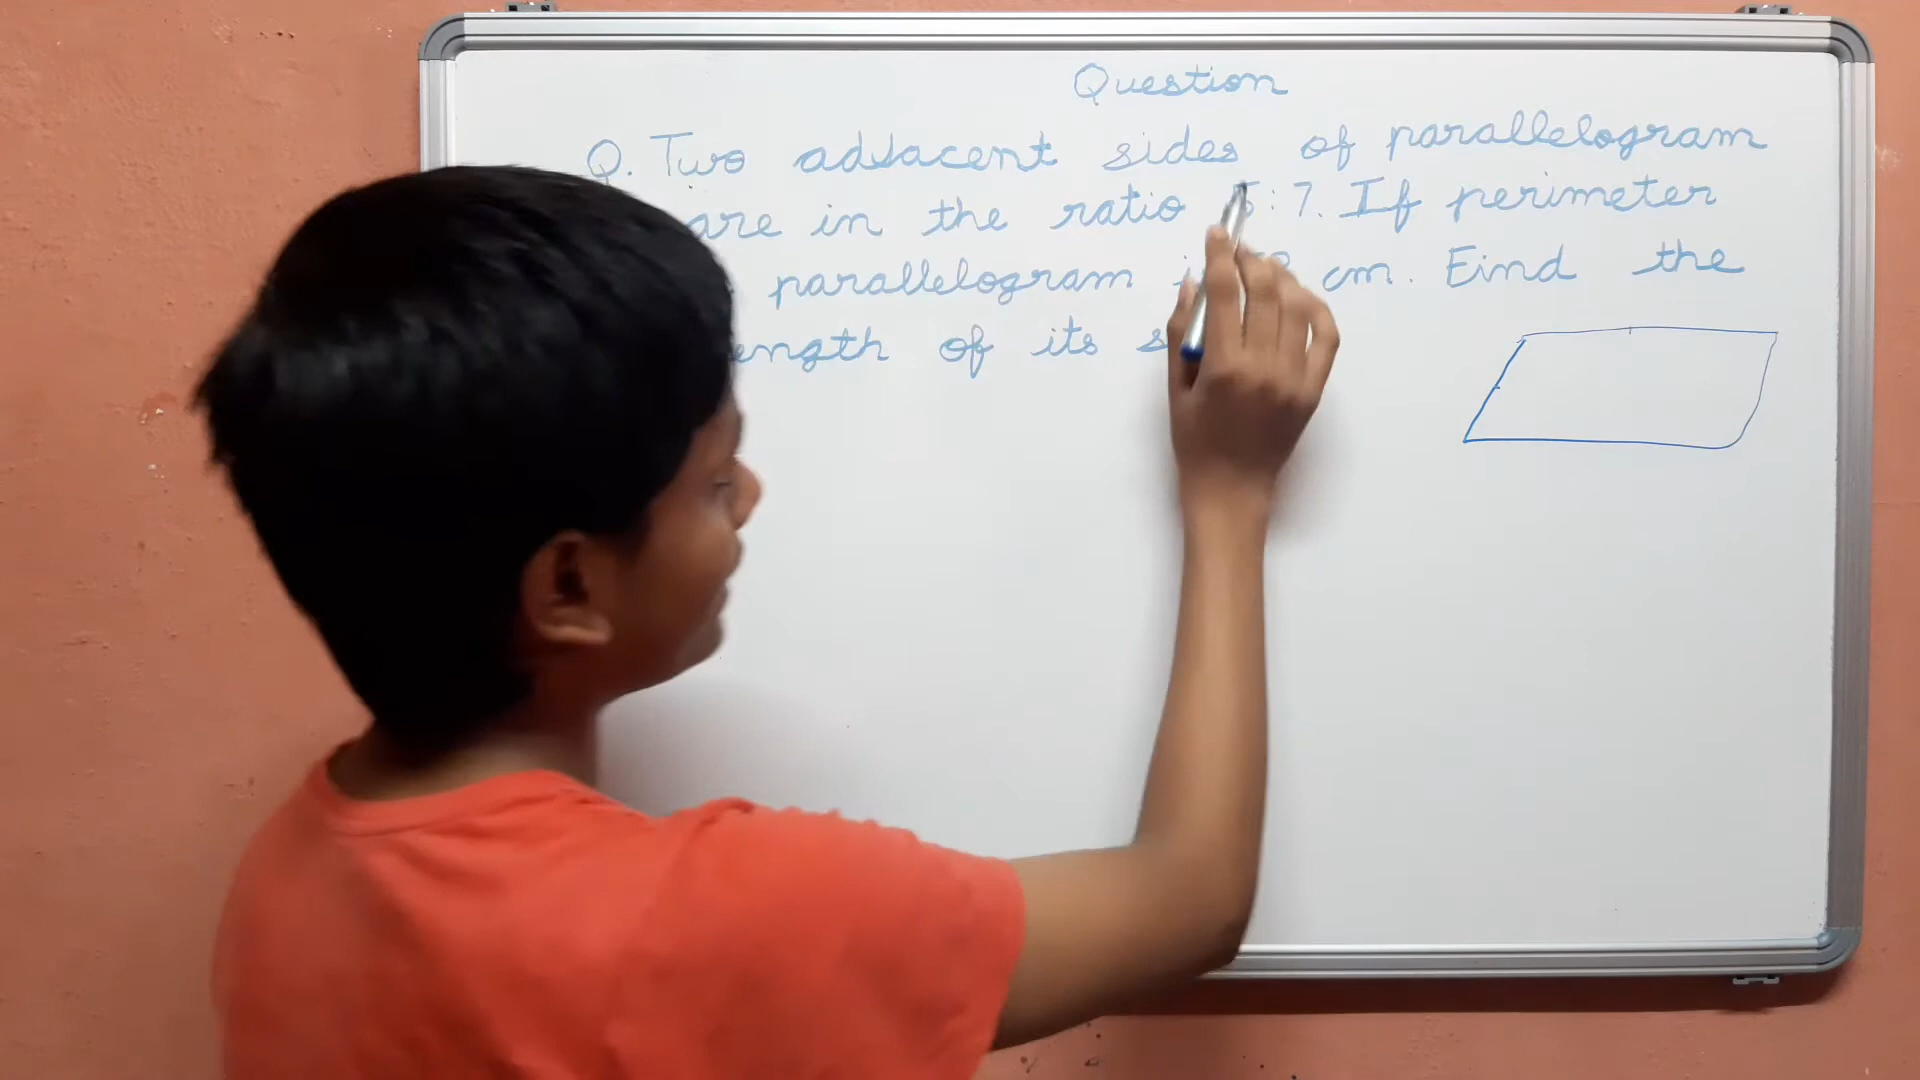 Question
Q. Two adjacent sides of parallelogram
are in the ratio 5:7. If perimeter
parallelogram cm. Find the
of its